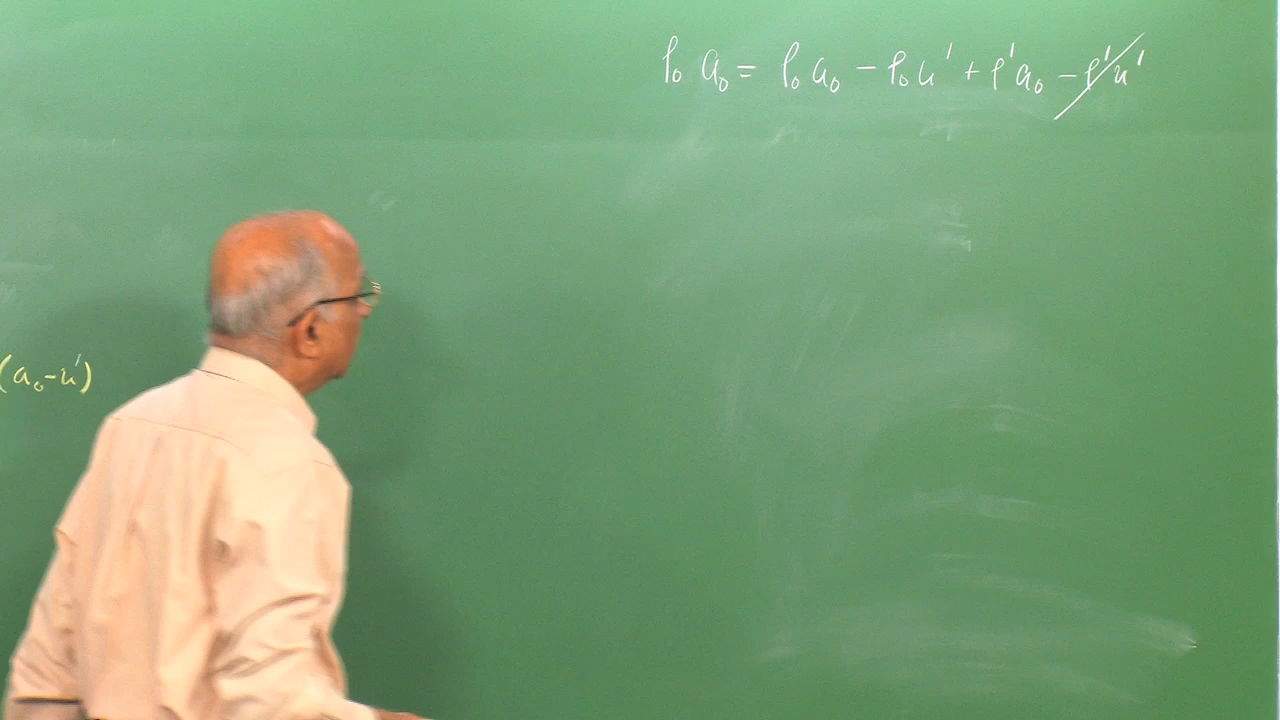 ρ₀ a₀ = ρ₀ a₀ − ρ₀ u' + ρ' a₀ − ρ' u'
(a₀-u')